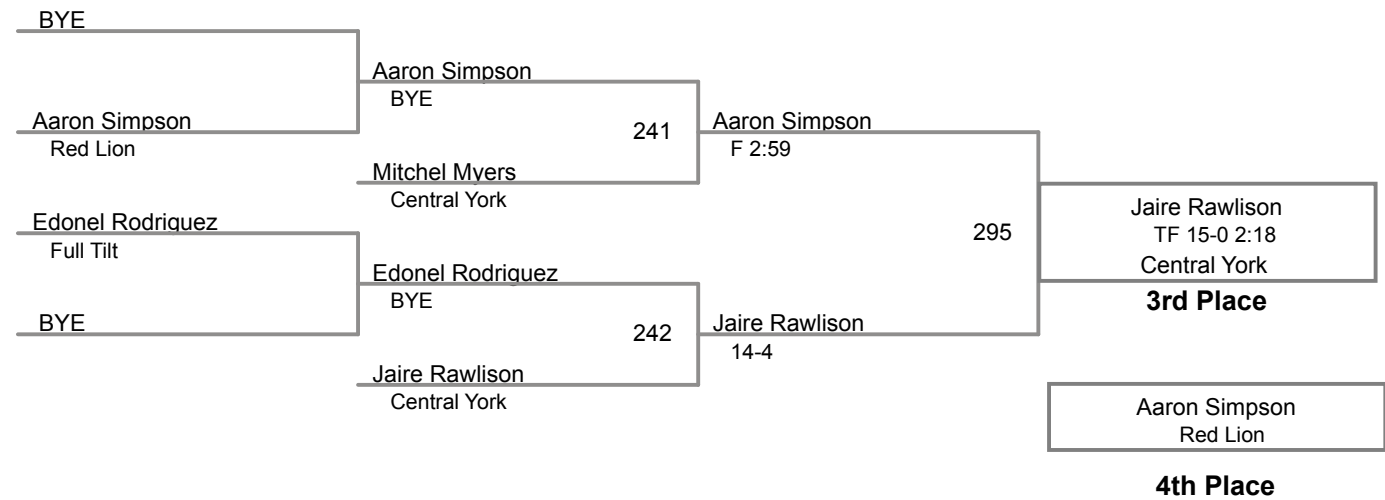 BYE
Aaron Simpson
Red Lion
Edonel Rodriguez
Full Tilt
BYE
Aaron Simpson
BYE
Mitchel Myers
Central York
Edonel Rodriguez
BYE
Jaire Rawlison
Central York
241
242
Aaron Simpson
F 2:59
Jaire Rawlison
14-4
295
Jaire Rawlison
TF 15-0 2:18
Central York
3rd Place
Aaron Simpson
Red Lion
4th Place